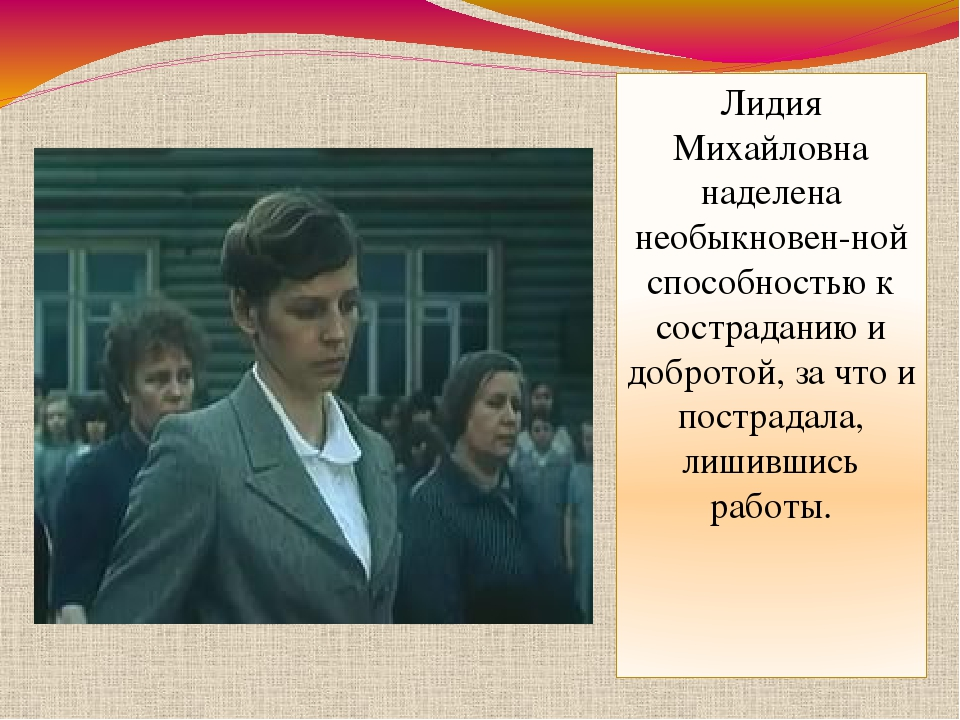 Лидия
Михайловна
наделена
необыкновен-ной
способностью к
состраданию и
добротой, за что и
пострадала,
лишившись
работы.